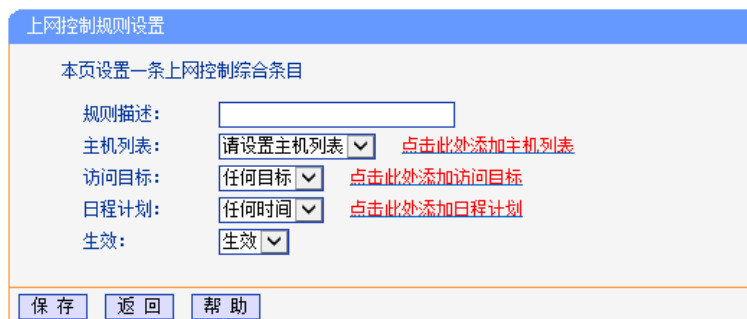 上网控制规则设置
本页设置一条上网控制综合条目
规则描述：
主机列表： 请设置主机列表 点击此处添加主机列表
访问目标： 任何目标 点击此处添加访问目标
日程计划： 任何时间 点击此处添加日程计划
生效： 生效
保 存 返 回 帮 助